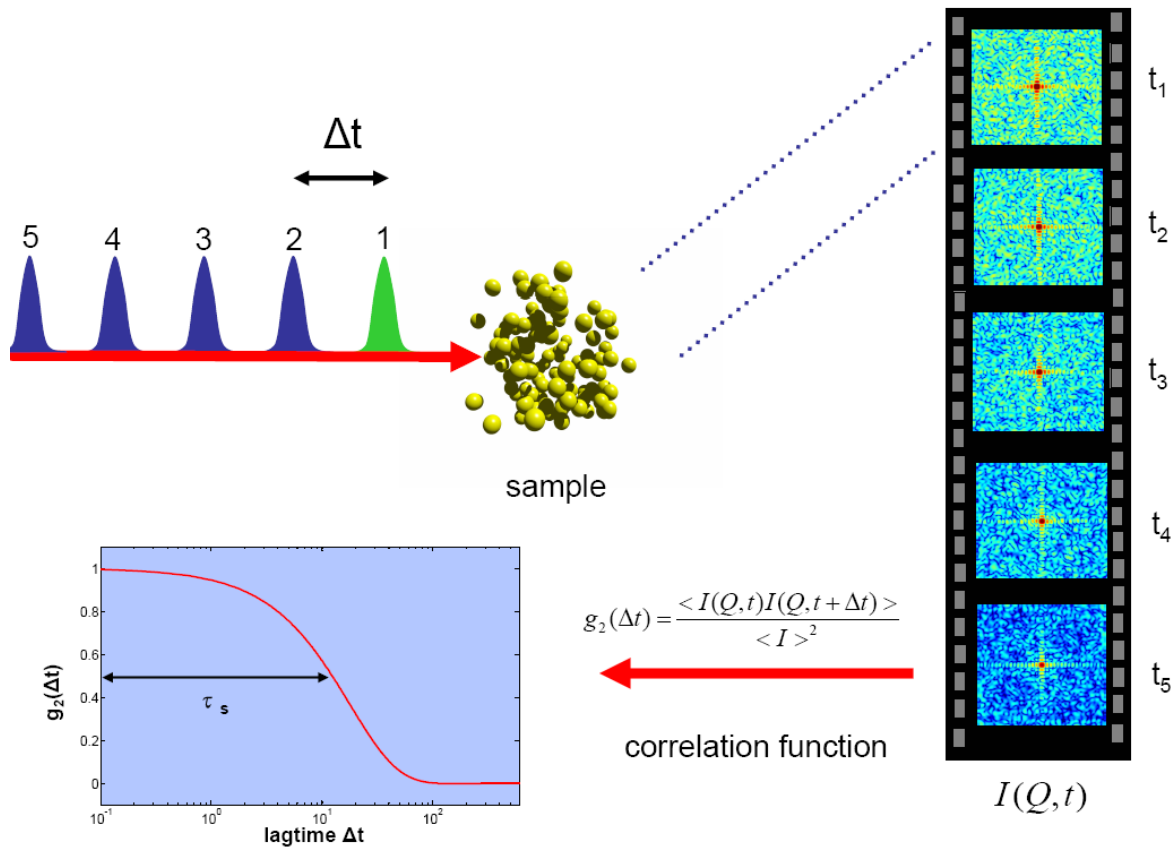 Δt
5 4 3 2 1
sample
t1
t2
t3
t4
t5
I(Q,t)
g2(Δt) = <I(Q,t)I(Q,t+Δt)> / <I>^2
correlation function
1
0.8
0.6
0.4
0.2
0
g2(Δt)
τ s
10^-1 10^0 10^1 10^2
lagtime Δt